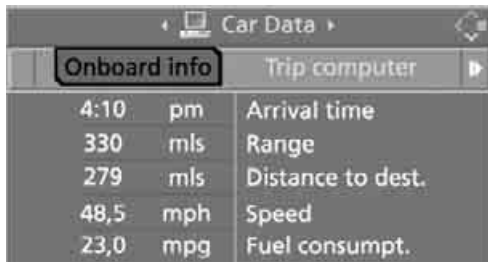 Car Data
Onboard info Trip computer
4:10 pm Arrival time
330 mls Range
279 mls Distance to dest.
48,5 mph Speed
23,0 mpg Fuel consumpt.